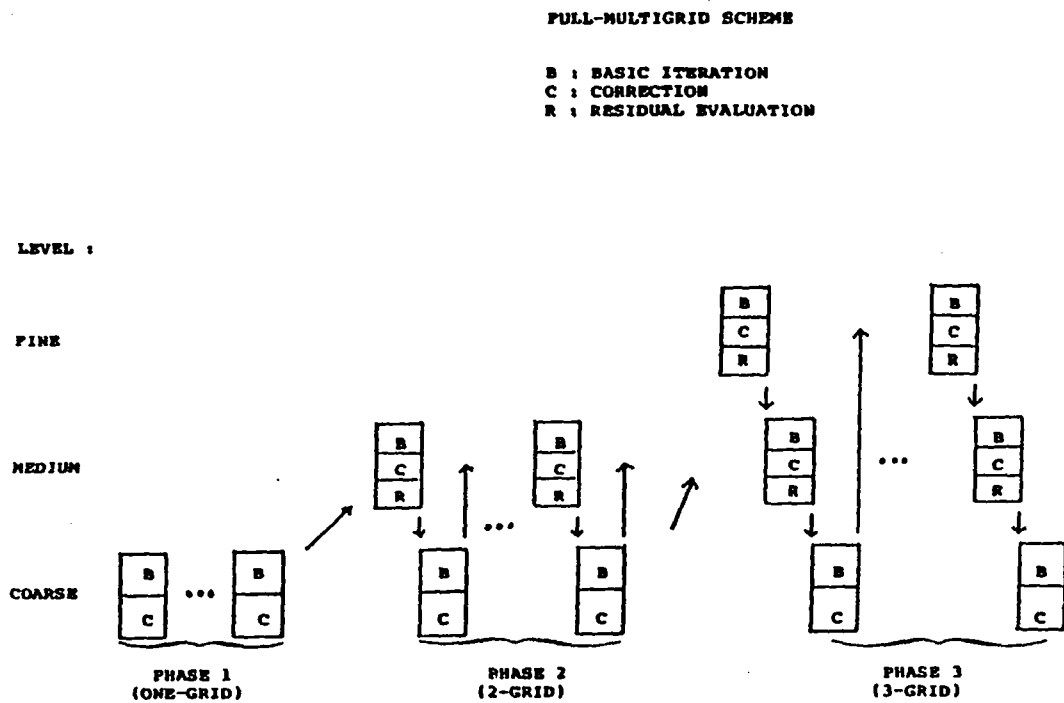 FULL-MULTIGRID SCHEME
B : BASIC ITERATION
C : CORRECTION
R : RESIDUAL EVALUATION
LEVEL :
FINE
B
C
R
B
C
R
MEDIUM
B
C
R
...
B
C
R
B
C
R
...
B
C
R
COARSE
B
C
...
B
C
B
C
...
B
C
B
C
B
C
PHASE 1
(ONE-GRID)
PHASE 2
(2-GRID)
PHASE 3
(3-GRID)